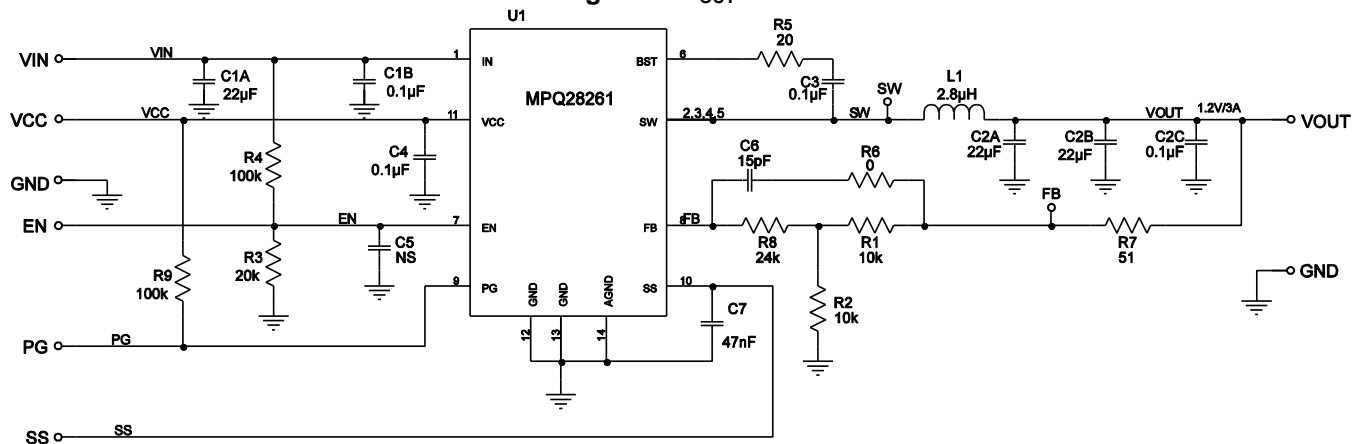 U1
VIN
VIN
C1A
22µF
C1B
0.1µF
1
IN
MPQ28261
BST
6
R5
20
C3
0.1µF
SW
L1
2.8µH
VCC
VCC
11
VCC
SW
2,3,4,5
SW
VOUT
1.2V/3A
VOUT
R4
100k
C4
0.1µF
C6
15pF
R6
0
C2A
22µF
C2B
22µF
C2C
0.1µF
GND
FB
EN
EN
7
EN
FB
FB
C5
NS
R8
24k
R1
10k
R7
51
R9
100k
R3
20k
9
PG
GND
GND
AGND
SS
10
GND
12
13
14
C7
47nF
R2
10k
PG
PG
SS
SS